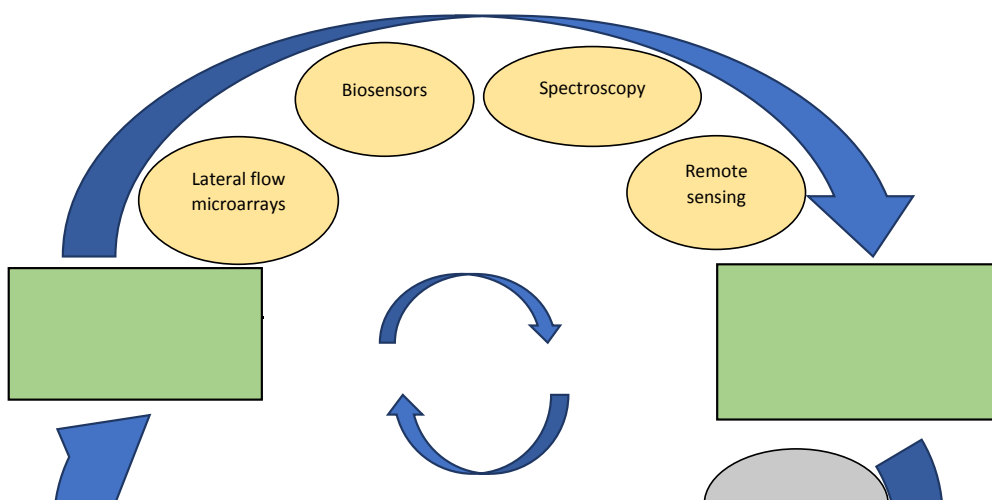 Biosensors
Spectroscopy
Lateral flow
microarrays
Remote
sensing